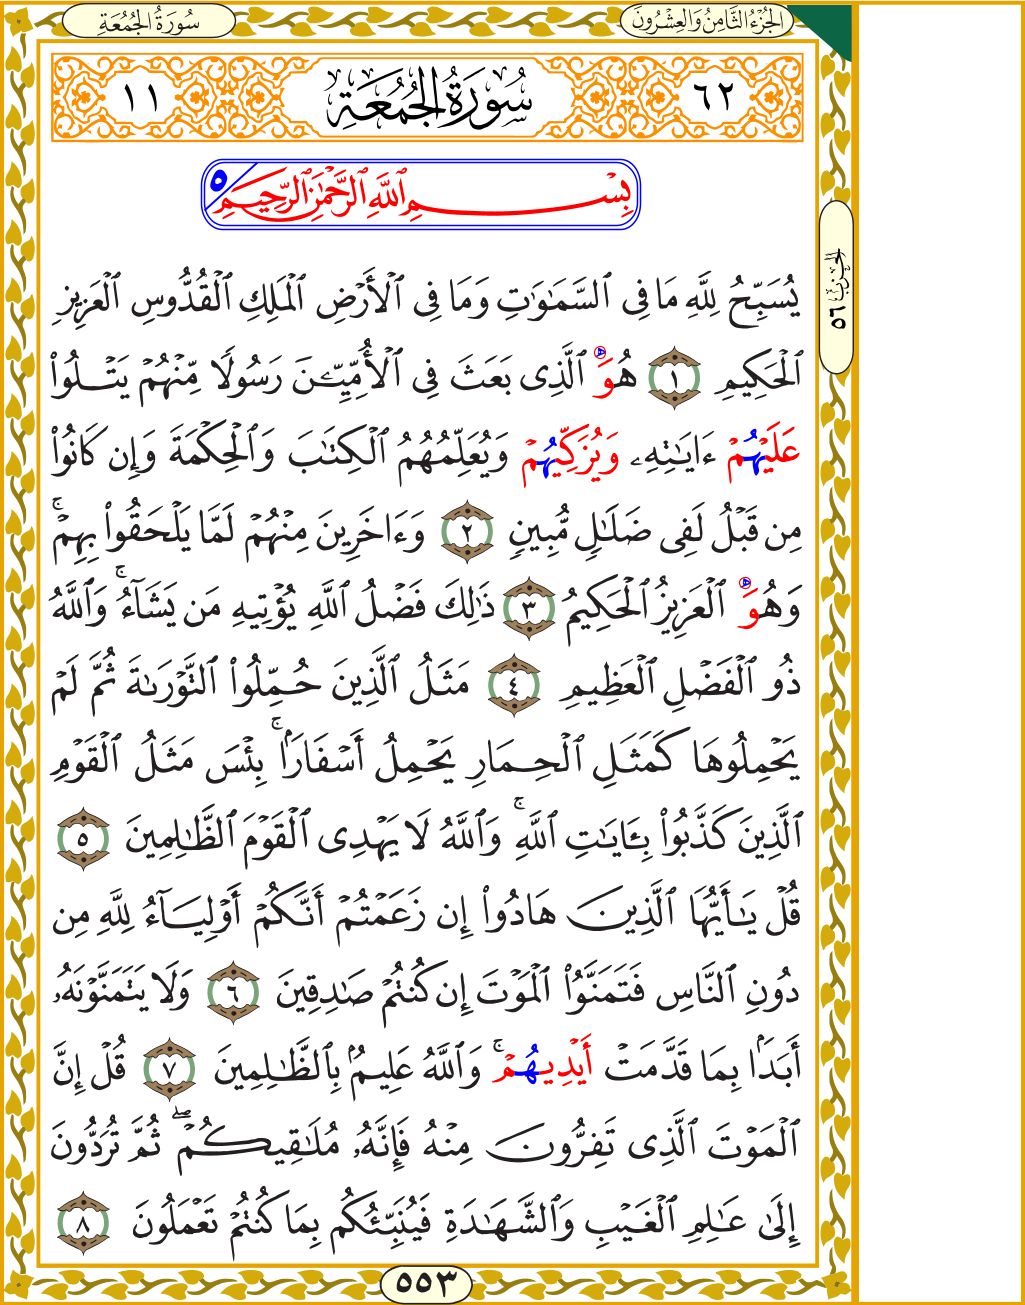 الجُزْءُ الثَّامِنُ وَالعِشْرُونَ
سُورَةُ الجُمُعَةِ
٦٢
سُورَةُ الجُمُعَةِ
١١
بِسْمِ ٱللَّهِ ٱلرَّحْمَٰنِ ٱلرَّحِيمِ
٥
يُسَبِّحُ لِلَّهِ مَا فِى ٱلسَّمَٰوَٰتِ وَمَا فِى ٱلْأَرْضِ ٱلْمَلِكِ ٱلْقُدُّوسِ ٱلْعَزِيزِ
ٱلْحَكِيمِ ١ هُوَ ٱلَّذِى بَعَثَ فِى ٱلْأُمِّيِّـۧنَ رَسُولًا مِّنْهُمْ يَتْلُوا۟
عَلَيْهُمْ ءَايَٰتِهِۦ وَيُزَكِّيهُمْ وَيُعَلِّمُهُمُ ٱلْكِتَٰبَ وَٱلْحِكْمَةَ وَإِن كَانُوا۟
مِن قَبْلُ لَفِى ضَلَٰلٍ مُّبِينٍ ٢ وَءَاخَرِينَ مِنْهُمْ لَمَّا يَلْحَقُوا۟ بِهِمْ ۚ
وَهُوَ ٱلْعَزِيزُ ٱلْحَكِيمُ ٣ ذَٰلِكَ فَضْلُ ٱللَّهِ يُؤْتِيهِ مَن يَشَآءُ ۚ وَٱللَّهُ
ذُو ٱلْفَضْلِ ٱلْعَظِيمِ ٤ مَثَلُ ٱلَّذِينَ حُمِّلُوا۟ ٱلتَّوْرَىٰةَ ثُمَّ لَمْ
يَحْمِلُوهَا كَمَثَلِ ٱلْحِمَارِ يَحْمِلُ أَسْفَارًۢا ۚ بِئْسَ مَثَلُ ٱلْقَوْمِ
ٱلَّذِينَ كَذَّبُوا۟ بِـَٔايَٰتِ ٱللَّهِ ۚ وَٱللَّهُ لَا يَهْدِى ٱلْقَوْمَ ٱلظَّٰلِمِينَ ٥
قُلْ يَٰٓأَيُّهَا ٱلَّذِينَ هَادُوٓا۟ إِن زَعَمْتُمْ أَنَّكُمْ أَوْلِيَآءُ لِلَّهِ مِن
دُونِ ٱلنَّاسِ فَتَمَنَّوُا۟ ٱلْمَوْتَ إِن كُنتُمْ صَٰدِقِينَ ٦ وَلَا يَتَمَنَّوْنَهُۥٓ
أَبَدًۢا بِمَا قَدَّمَتْ أَيْدِيهُمْ ۚ وَٱللَّهُ عَلِيمٌۢ بِٱلظَّٰلِمِينَ ٧ قُلْ إِنَّ
ٱلْمَوْتَ ٱلَّذِى تَفِرُّونَ مِنْهُ فَإِنَّهُۥ مُلَٰقِيكُمْ ۖ ثُمَّ تُرَدُّونَ
إِلَىٰ عَٰلِمِ ٱلْغَيْبِ وَٱلشَّهَٰدَةِ فَيُنَبِّئُكُم بِمَا كُنتُمْ تَعْمَلُونَ ٨
الحِزْبُ ٥٦
٥٥٣